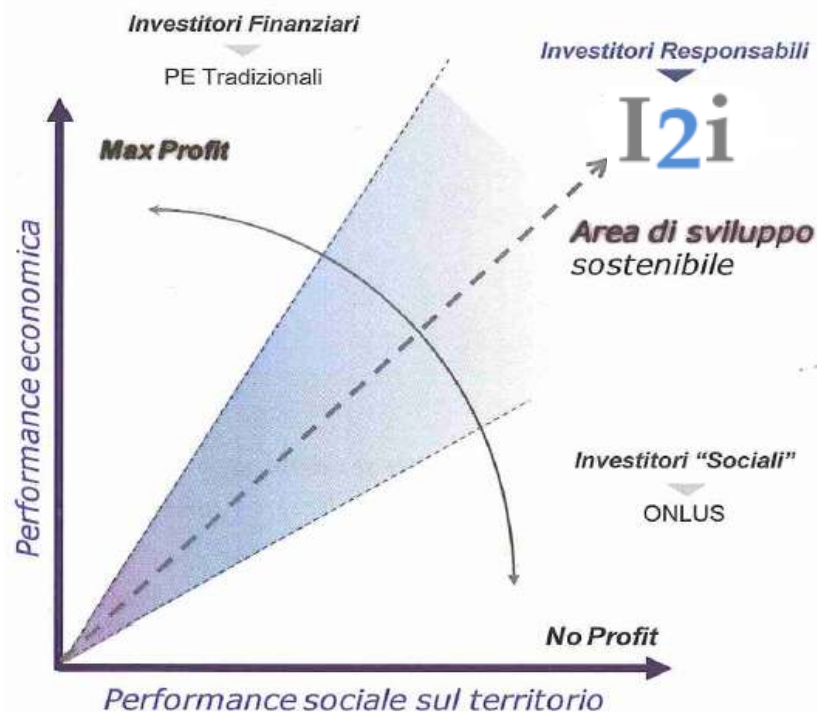 Investitori Finanziari
PE Tradizionali
Investitori Responsabili
I2i
Max Profit
Area di sviluppo
sostenibile
Performance economica
Investitori “Sociali”
ONLUS
No Profit
Performance sociale sul territorio